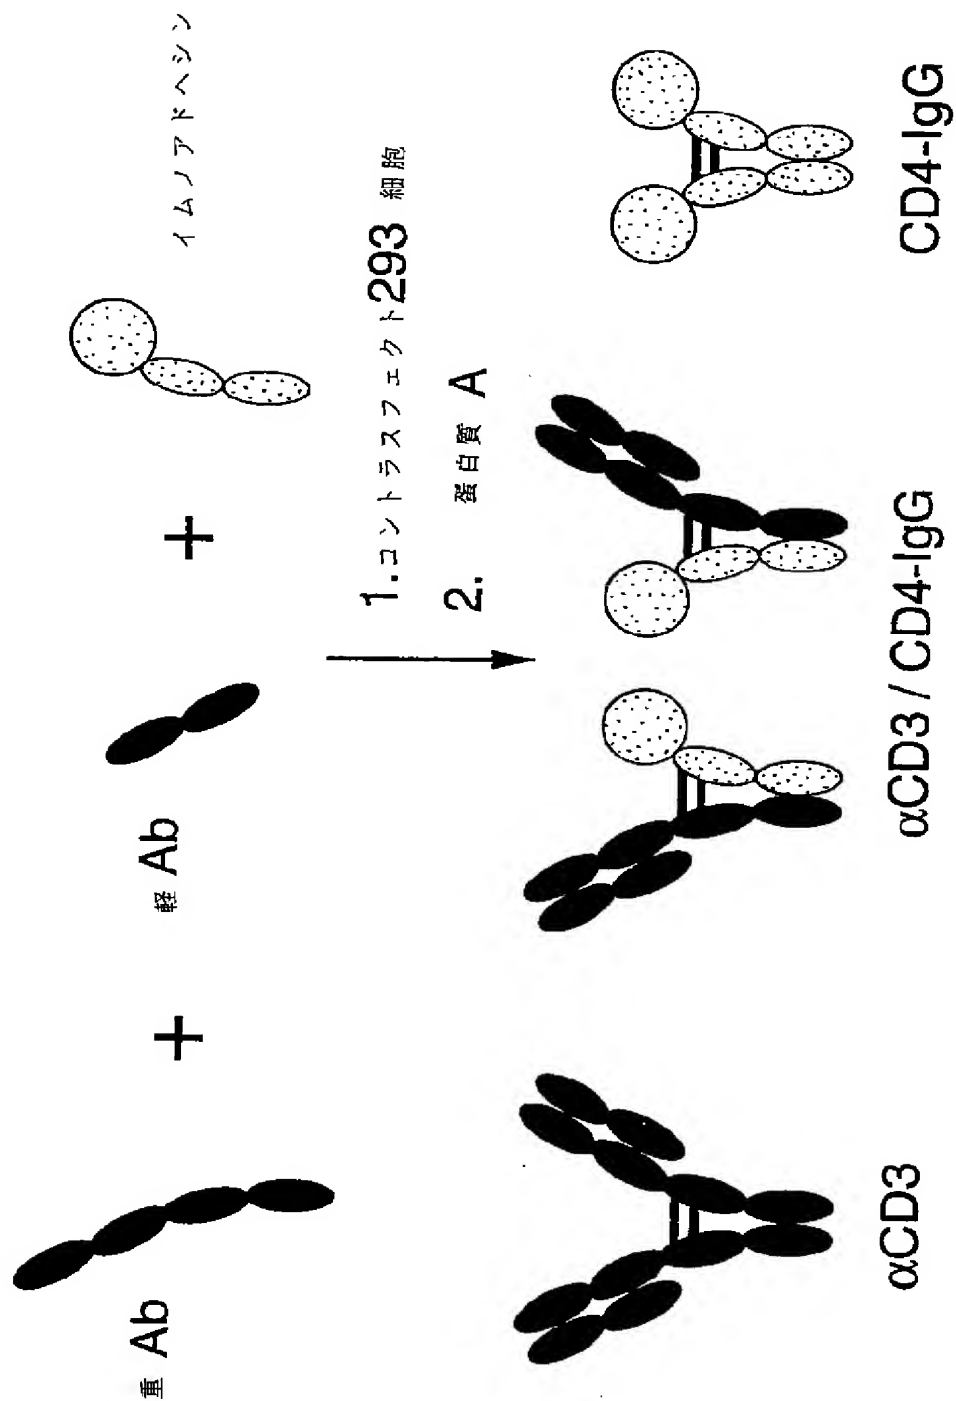 重 Ab
+
軽 Ab
+
イムノアドヘシン
1.コントラスフェクト293 細胞
2. 蛋白質 A
αCD3
αCD3 / CD4-IgG
CD4-IgG